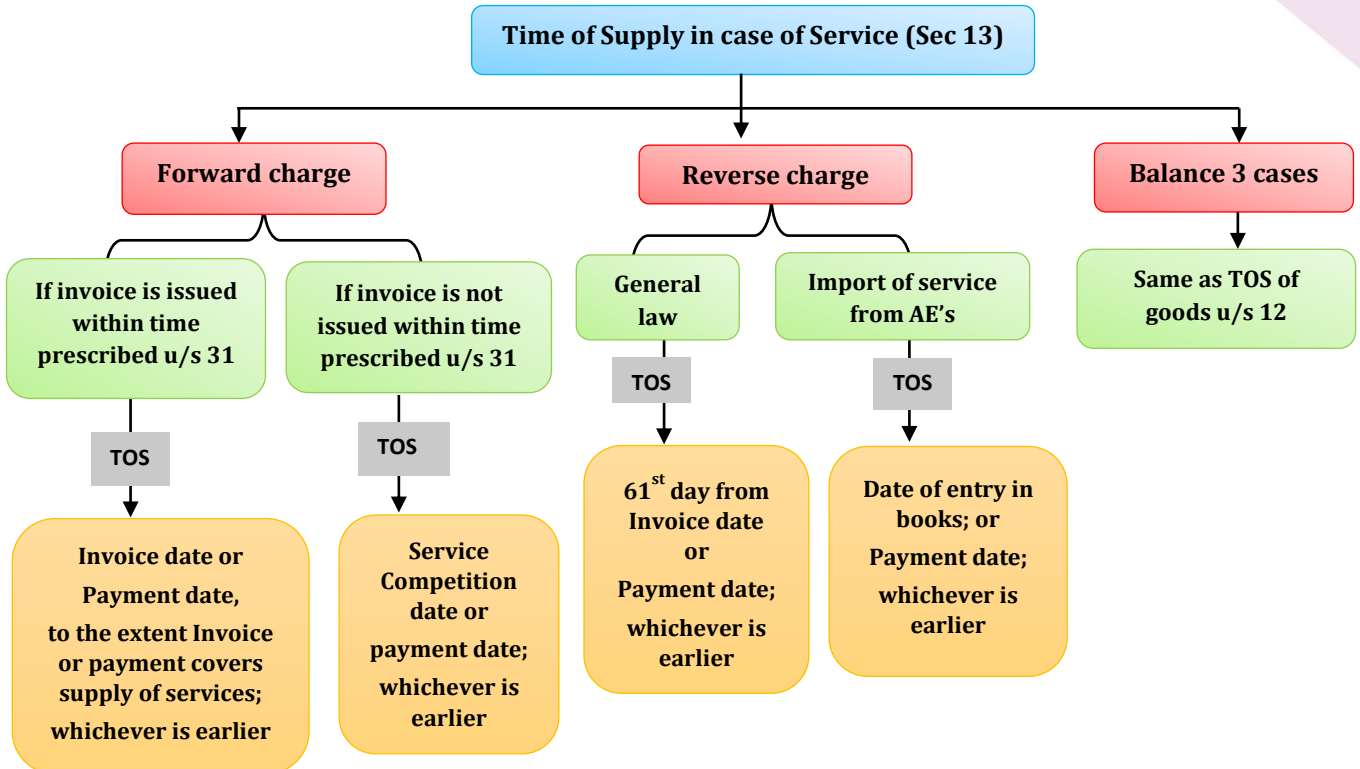 Time of Supply in case of Service (Sec 13)
Forward charge
Reverse charge
Balance 3 cases
If invoice is issued
within time
prescribed u/s 31
If invoice is not
issued within time
prescribed u/s 31
General
law
Import of service
from AE's
Same as TOS of
goods u/s 12
TOS
TOS
TOS
TOS
Invoice date or
Payment date,
to the extent Invoice
or payment covers
supply of services;
whichever is earlier
Service
Competition
date or
payment date;
whichever is
earlier
61st day from
Invoice date
or
Payment date;
whichever is
earlier
Date of entry in
books; or
Payment date;
whichever is
earlier